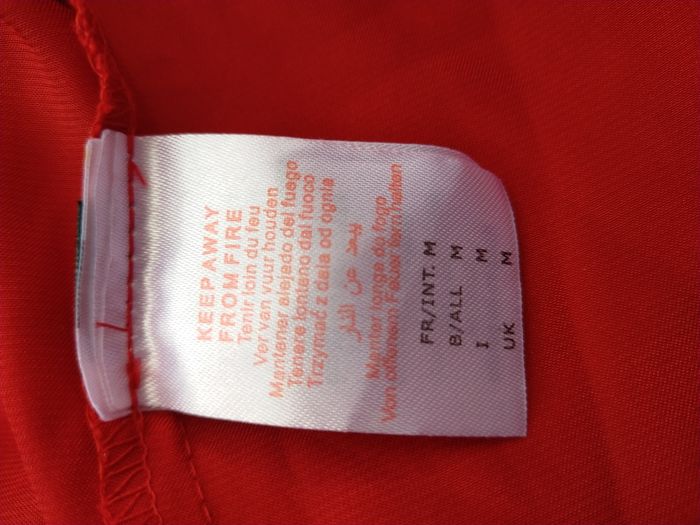 KEEP AWAY
FROM FIRE
Tenir loin du feu
Ver van vuur houden
Mantener alejado del fuego
Tenere lonteno dal fuoco
Trzymać z dala od ognia
يبعد عن النار
Manter longe do fogo
Von offenem Feuer fern halten
FR/INT. M
B/ALL M
I M
UK M